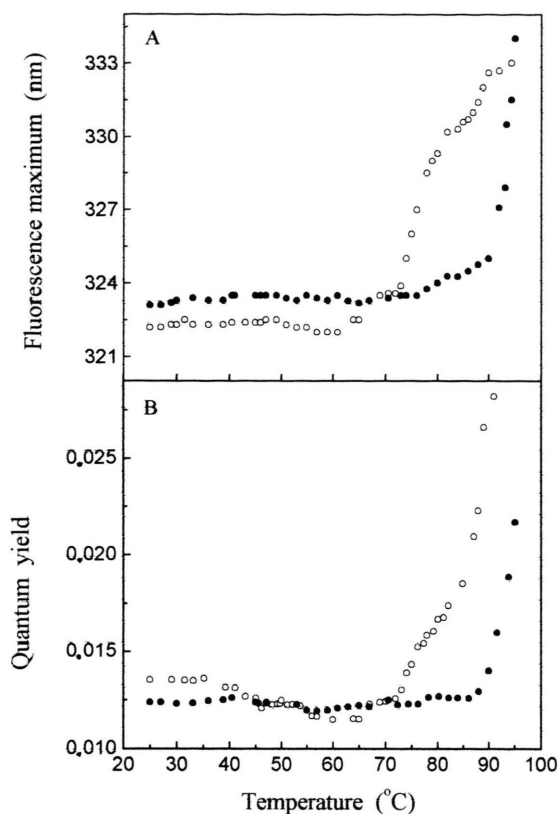 A
Fluorescence maximum (nm)
333
330
327
324
321
B
Quantum yield
0.025
0.020
0.015
0.010
20 30 40 50 60 70 80 90 100
Temperature (°C)